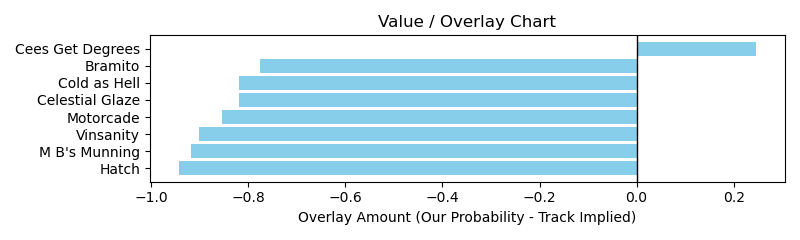 Value / Overlay Chart
Cees Get Degrees
Bramito
Cold as Hell
Celestial Glaze
Motorcade
Vinsanity
M B's Munning
Hatch
−1.0 −0.8 −0.6 −0.4 −0.2 0.0 0.2
Overlay Amount (Our Probability - Track Implied)